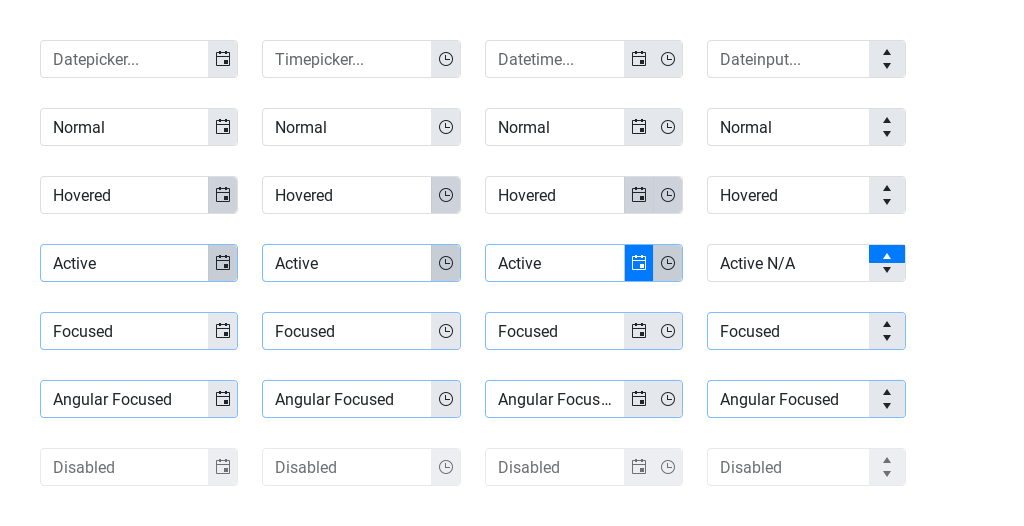 Datepicker... Timepicker... Datetime... Dateinput...
Normal Normal Normal Normal
Hovered Hovered Hovered Hovered
Active Active Active Active N/A
Focused Focused Focused Focused
Angular Focused Angular Focused Angular Focus... Angular Focused
Disabled Disabled Disabled Disabled